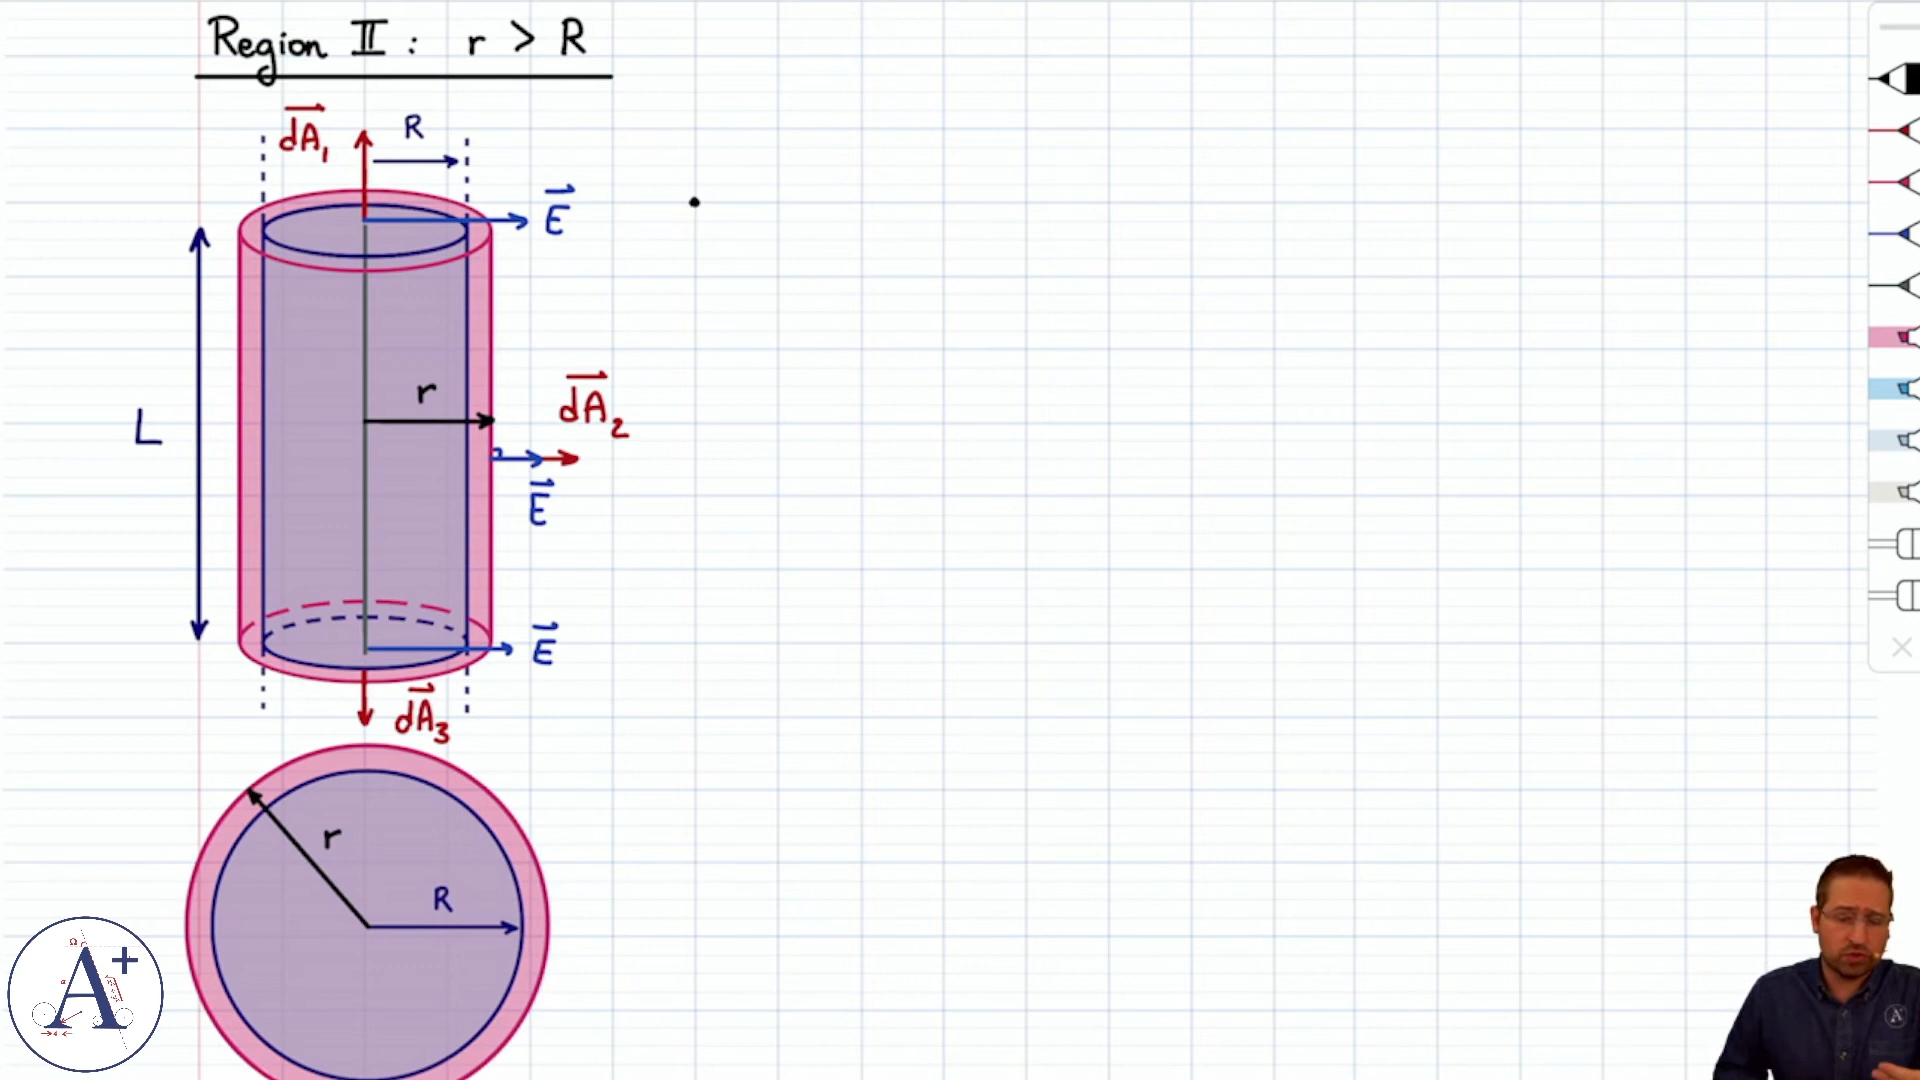 Region II : r > R
dA₁
R
E
r
dA₂
L
E
E
dA₃
r
R
A+